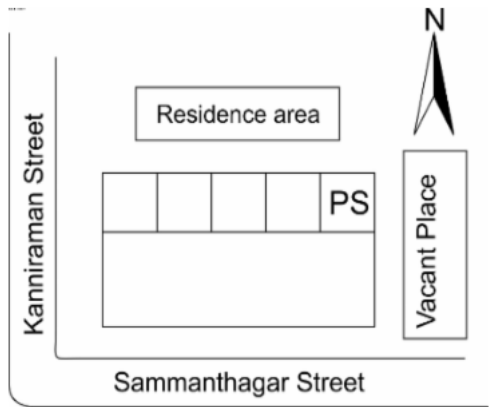 N
Residence area
Kanniraman Street
PS
Vacant Place
Sammanthagar Street